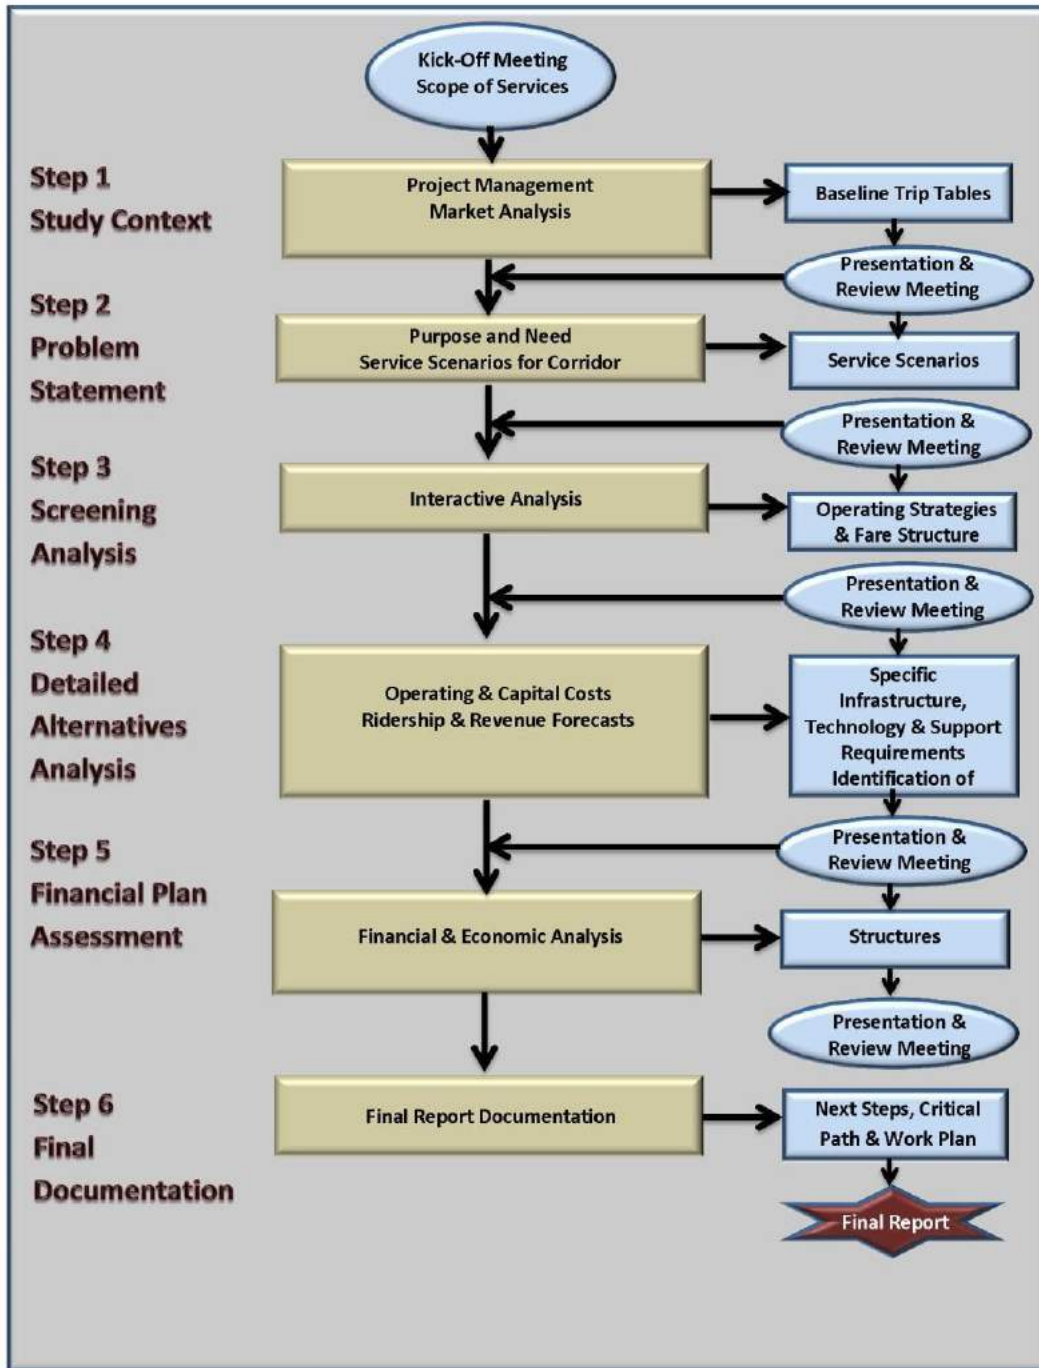 Kick-Off Meeting
Scope of Services
Step 1
Study Context
Project Management
Market Analysis
Baseline Trip Tables
Presentation &
Review Meeting
Step 2
Problem
Statement
Purpose and Need
Service Scenarios for Corridor
Service Scenarios
Presentation &
Review Meeting
Step 3
Screening
Analysis
Interactive Analysis
Operating Strategies
& Fare Structure
Presentation &
Review Meeting
Step 4
Detailed
Alternatives
Analysis
Operating & Capital Costs
Ridership & Revenue Forecasts
Specific
Infrastructure,
Technology & Support
Requirements
Identification of
Presentation &
Review Meeting
Step 5
Financial Plan
Assessment
Financial & Economic Analysis
Structures
Presentation &
Review Meeting
Step 6
Final
Documentation
Final Report Documentation
Next Steps, Critical
Path & Work Plan
Final Report